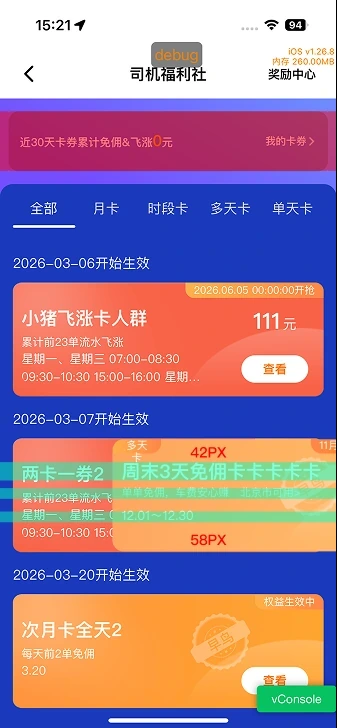 15:21
94
iOS v1.26.8
内存 260.00MB
debug
司机福利社
奖励中心
近30天卡券累计免佣&飞涨0元
我的卡券
全部
月卡
时段卡
多天卡
单天卡
2026-03-06开始生效
2026.06.05 00:00:00开抢
小猪飞涨卡人群
111元
累计前23单流水飞涨
星期一、星期三 07:00-08:30
09:30-10:30 15:00-16:00 星期...
查看
2026-03-07开始生效
多天卡
42PX
11月
两卡一券2
周末3天免佣卡卡卡卡卡
累计前23单流水飞
单单免佣，车费安心赚
北京市可用
星期一、星期三 0
12.01～12.30
09:30-10:30 15:0
58PX
2026-03-20开始生效
权益生效中
次月卡全天2
早鸟
每天前2单免佣
3.20
查看
vConsole